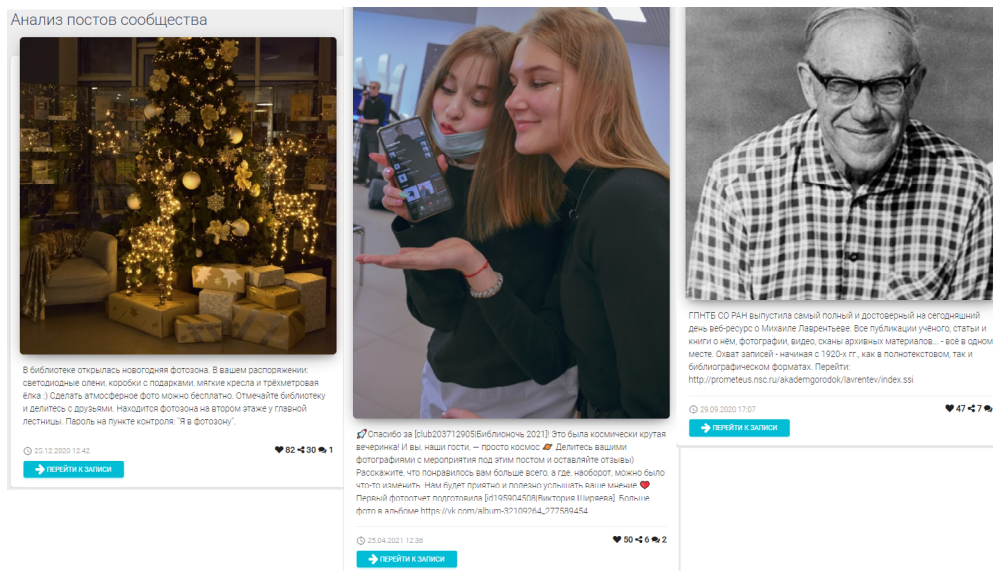 Анализ постов сообщества
В библиотеке открылась новогодняя фотозона. В вашем распоряжении:
светодиодные олени, коробки с подарками, мягкие кресла и трёхметровая
ёлка :) Сделать атмосферное фото можно бесплатно. Отмечайте библиотеку
и делитесь с друзьями. Находится фотозона на втором этаже у главной
лестницы. Пароль на пункте контроля: "Я в фотозону".
25.12.2020 12:42
82 30 1
ПЕРЕЙТИ К ЗАПИСИ
🚀Спасибо за [club203712905|Библионочь 2021]! Это была космически крутая
вечеринка! И вы, наши гости, — просто космос 🪐 Делитесь вашими
фотографиями с мероприятия под этим постом и оставляйте отзывы)
Расскажите, что понравилось вам больше всего, а где, наоборот, можно было
что-то изменить. Нам будет приятно и полезно услышать ваше мнение ❤
Первый фотоотчет подготовила [id195904508|Виктория Ширяева]. Больше
фото в альбоме https://vk.com/album-32109264_277589454
25.04.2021 12:36
50 6 2
ПЕРЕЙТИ К ЗАПИСИ
ГПНТБ СО РАН выпустила самый полный и достоверный на сегодняшний
день веб-ресурс о Михаиле Лаврентьеве. Все публикации учёного, статьи и
книги о нём, фотографии, видео, сканы архивных материалов... - всё в одном
месте. Охват записей - начиная с 1920-х гг., как в полнотекстовом, так и
библиографическом форматах. Перейти:
http://prometeus.nsc.ru/akademgorodok/lavrentev/index.ssi
29.09.2020 17:07
47 7
ПЕРЕЙТИ К ЗАПИСИ